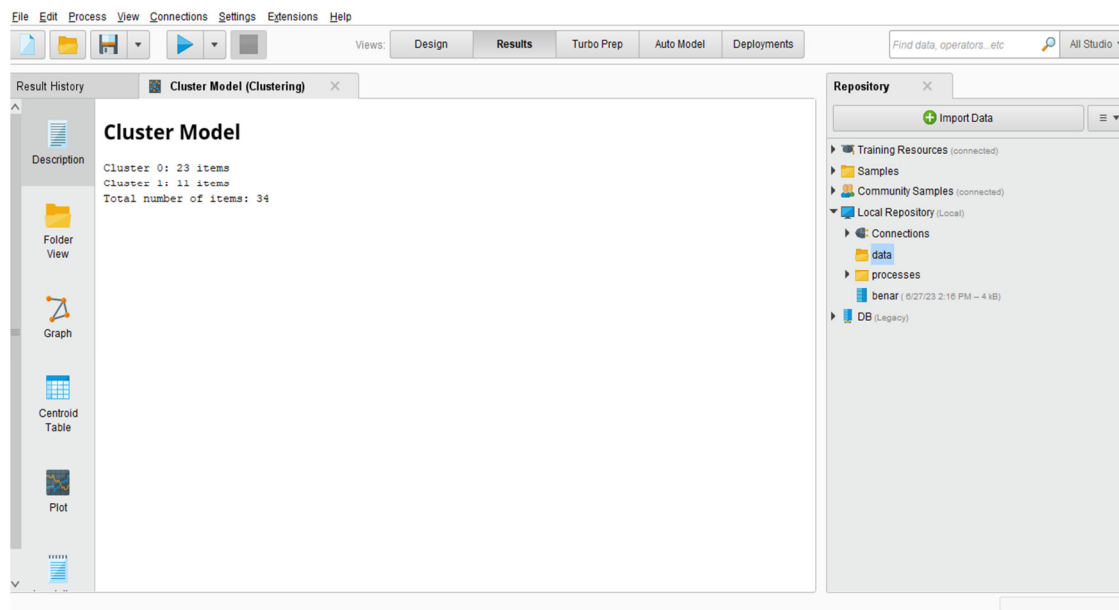 File Edit Process View Connections Settings Extensions Help
Views: Design Results Turbo Prep Auto Model Deployments Find data, operators...etc All Studio
Result History Cluster Model (Clustering) Repository
Import Data
Description
Folder View
Graph
Centroid Table
Plot
Cluster Model
Cluster 0: 23 items
Cluster 1: 11 items
Total number of items: 34
Training Resources (connected)
Samples
Community Samples (connected)
Local Repository (Local)
Connections
data
processes
benar ( 6/27/23 2:16 PM – 4 kB)
DB (Legacy)